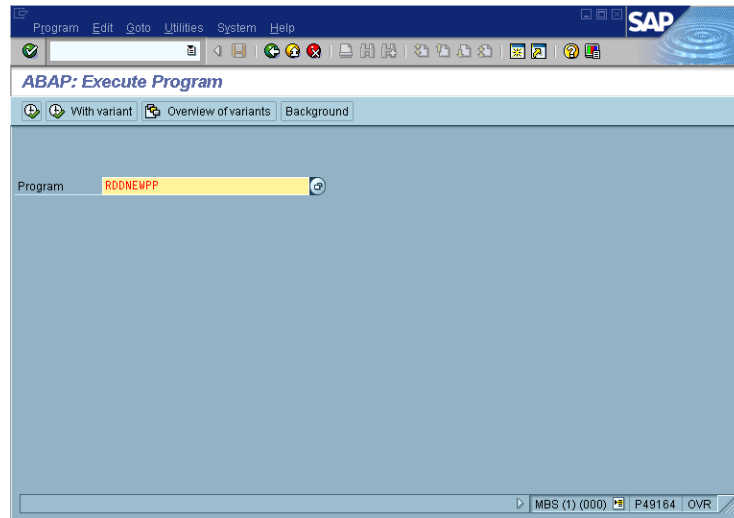 Program Edit Goto Utilities System Help
SAP
ABAP: Execute Program
With variant Overview of variants Background
Program RDDNEWPP
MBS (1) (000) P49164 OVR